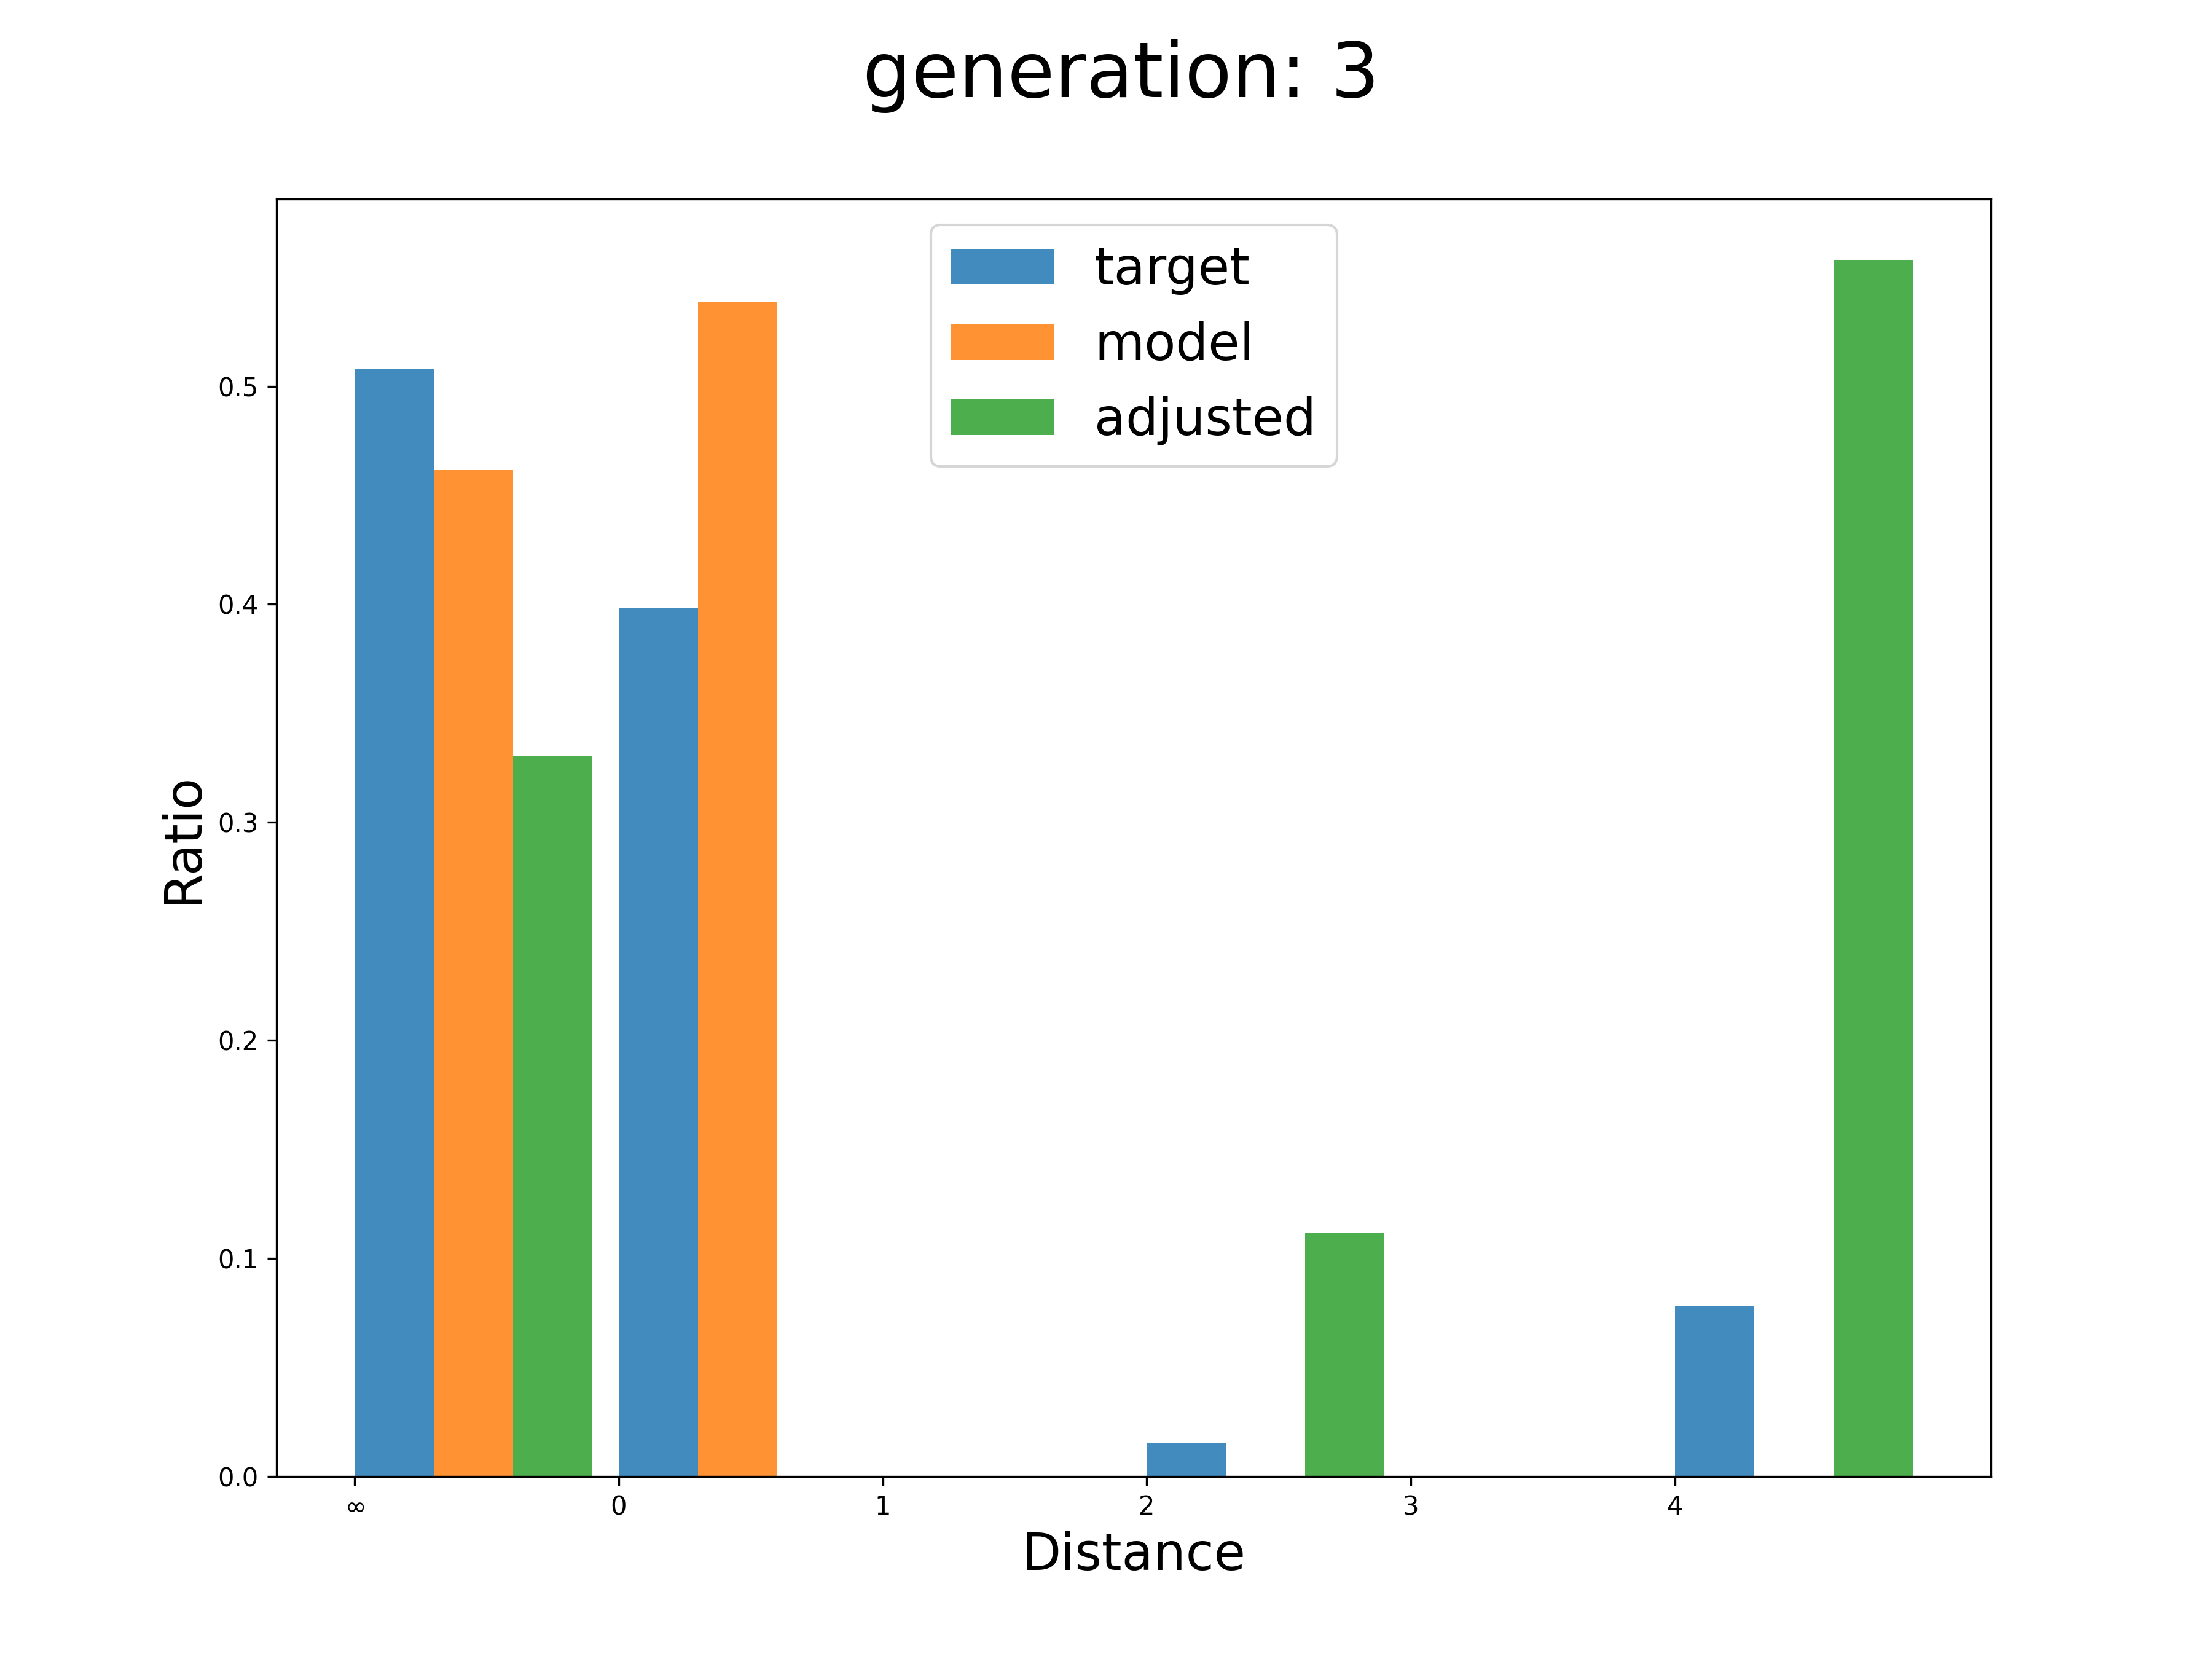 generation: 3
target
model
adjusted
Ratio
0.5
0.4
0.3
0.2
0.1
0.0
∞ 0 1 2 3 4
Distance